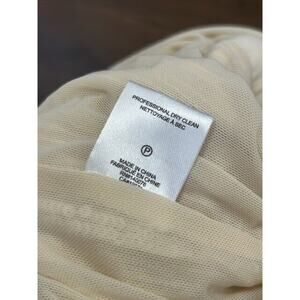 PROFESSIONAL DRY CLEAN
NETTOYAGE À SEC
P
MADE IN CHINA
FABRIQUÉ EN CHINE